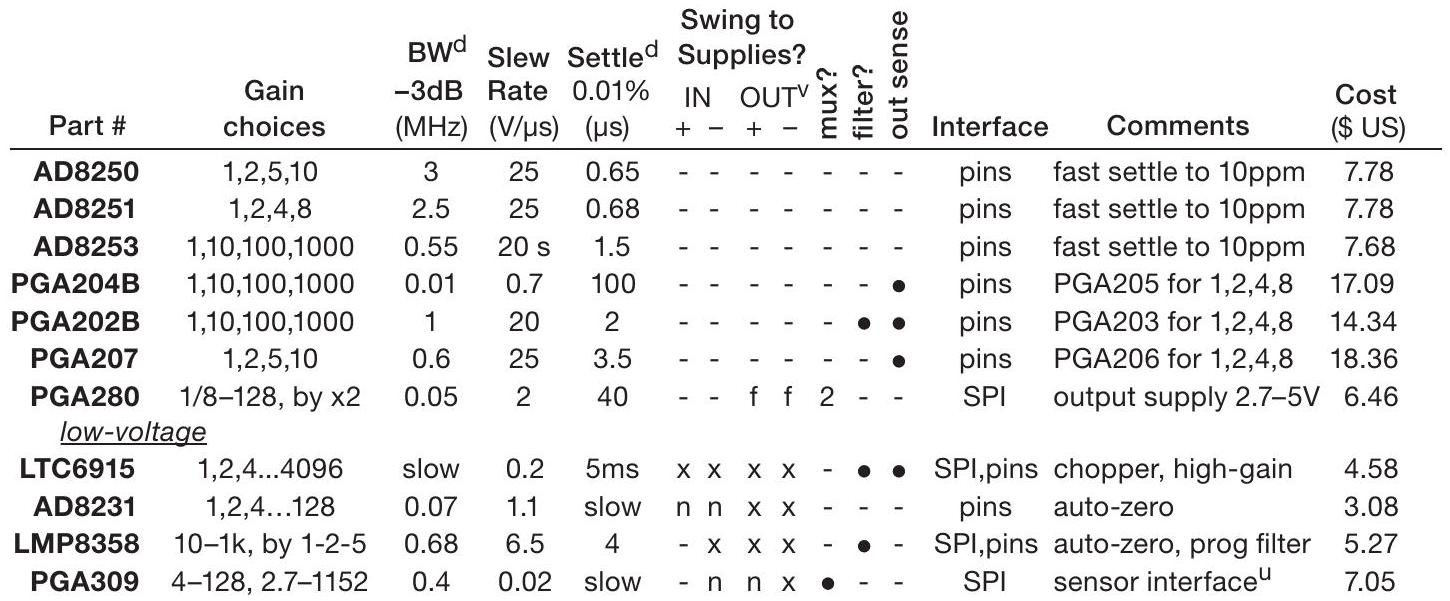 Swing to
BWd Slew Settled Supplies?
Gain –3dB Rate 0.01% IN OUTv mux? filter? out sense Cost
Part # choices (MHz) (V/µs) (µs) + – + – Interface Comments ($ US)
AD8250 1,2,5,10 3 25 0.65 - - - - - - - pins fast settle to 10ppm 7.78
AD8251 1,2,4,8 2.5 25 0.68 - - - - - - - pins fast settle to 10ppm 7.78
AD8253 1,10,100,1000 0.55 20 s 1.5 - - - - - - - pins fast settle to 10ppm 7.68
PGA204B 1,10,100,1000 0.01 0.7 100 - - - - - - ● pins PGA205 for 1,2,4,8 17.09
PGA202B 1,10,100,1000 1 20 2 - - - - - ● ● pins PGA203 for 1,2,4,8 14.34
PGA207 1,2,5,10 0.6 25 3.5 - - - - - - ● pins PGA206 for 1,2,4,8 18.36
PGA280 1/8–128, by x2 0.05 2 40 - - f f 2 - - SPI output supply 2.7–5V 6.46
low-voltage
LTC6915 1,2,4...4096 slow 0.2 5ms x x x x - ● ● SPI,pins chopper, high-gain 4.58
AD8231 1,2,4...128 0.07 1.1 slow n n x x - - - pins auto-zero 3.08
LMP8358 10–1k, by 1-2-5 0.68 6.5 4 - x x x - ● - SPI,pins auto-zero, prog filter 5.27
PGA309 4–128, 2.7–1152 0.4 0.02 slow - n n x ● - - SPI sensor interfaceu 7.05